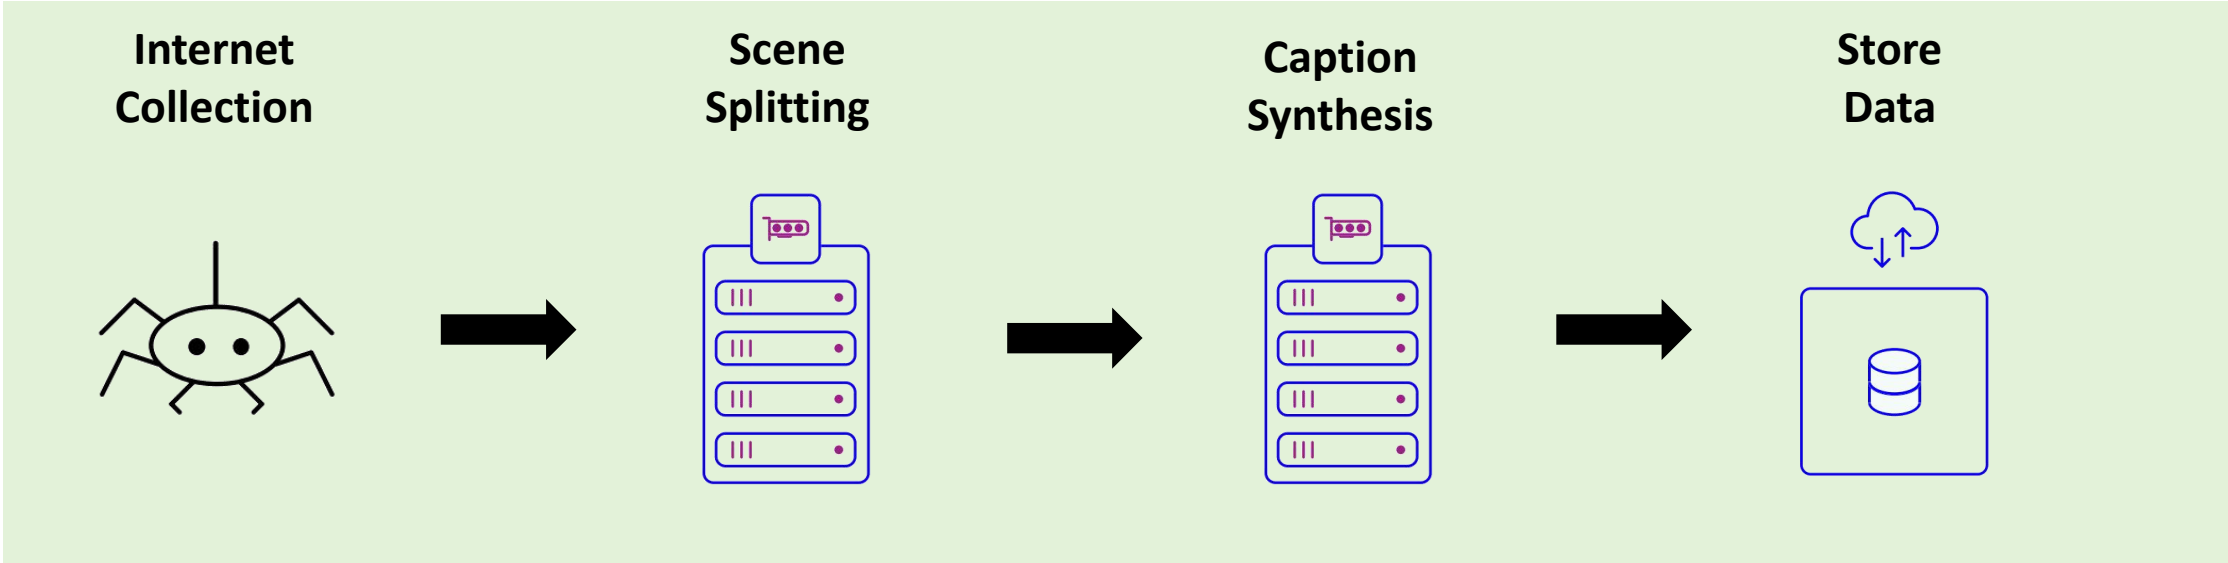 Internet
Collection
Scene
Splitting
Caption
Synthesis
Store
Data